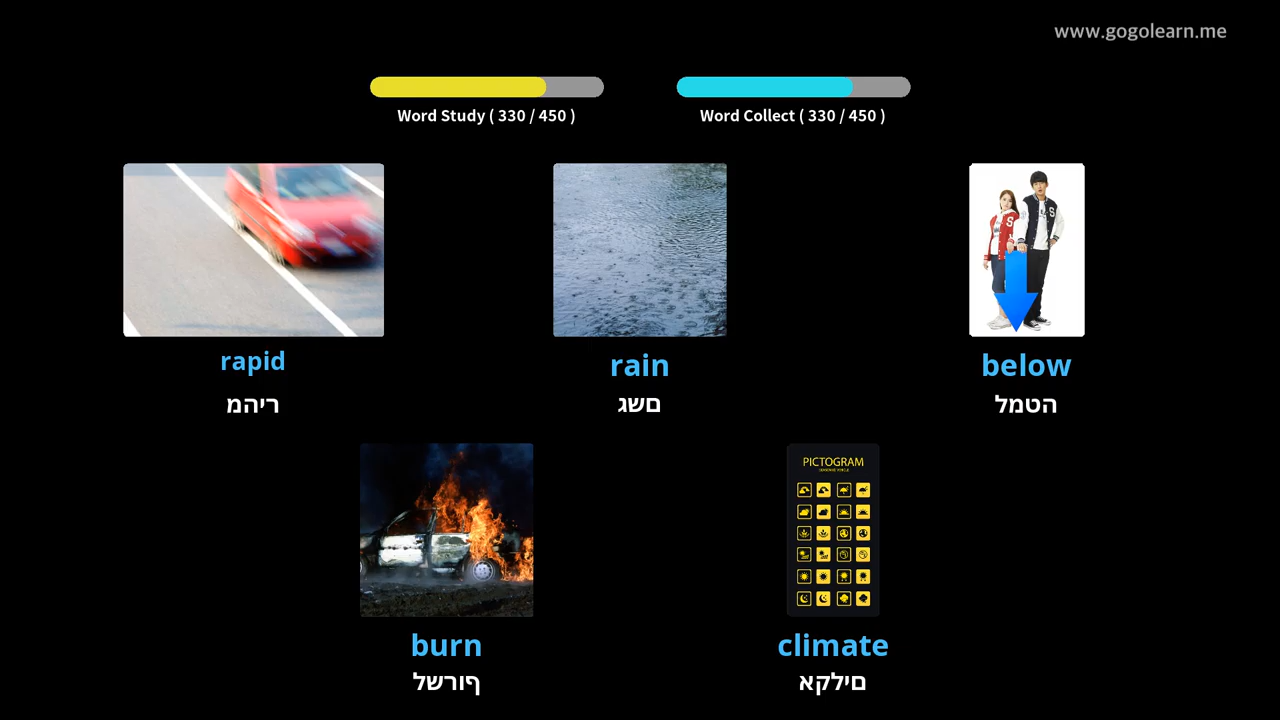 www.gogolearn.me
Word Study ( 330 / 450 )
Word Collect ( 330 / 450 )
rapid
מהיר
rain
גשם
below
למטה
PICTOGRAM
burn
לשרוף
climate
אקלים